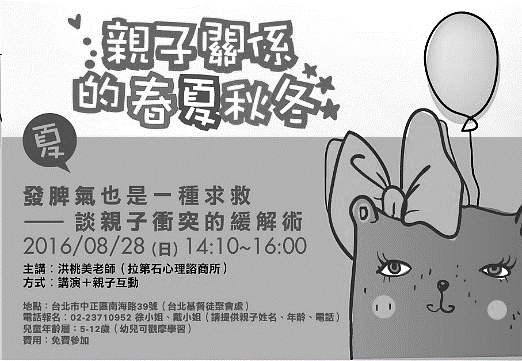 親子關係
的春夏秋冬
夏
發脾氣也是一種求救
—— 談親子衝突的緩解術
2016/08/28 (日) 14:10~16:00
主講：洪桃美老師（拉第石心理諮商所）
方式：講演＋親子互動
地點：台北市中正區南海路39號（台北基督徒聚會處）
電話報名：02-23710952 徐小姐、戴小姐（請提供親子姓名、年齡、電話）
兒童年齡層：5-12歲（幼兒可觀摩學習）
費用：免費參加